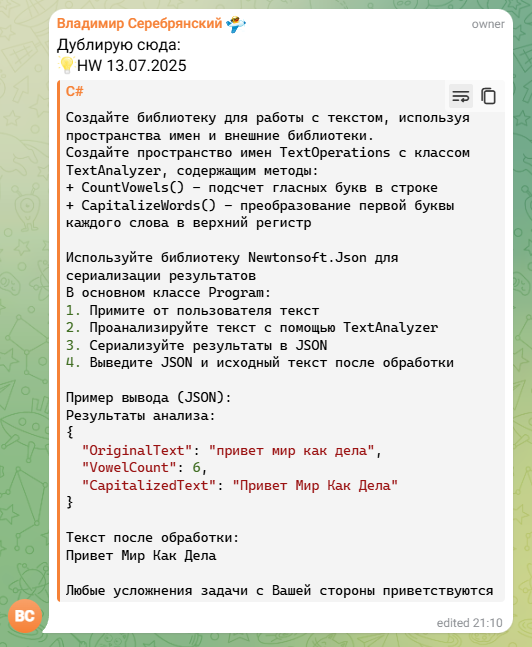 Владимир Серебрянский
owner
Дублирую сюда:
HW 13.07.2025
C#
Создайте библиотеку для работы с текстом, используя
пространства имен и внешние библиотеки.
Создайте пространство имен TextOperations с классом
TextAnalyzer, содержащим методы:
+ CountVowels() – подсчет гласных букв в строке
+ CapitalizeWords() – преобразование первой буквы
каждого слова в верхний регистр
Используйте библиотеку Newtonsoft.Json для
сериализации результатов
В основном классе Program:
1. Примите от пользователя текст
2. Проанализируйте текст с помощью TextAnalyzer
3. Сериализуйте результаты в JSON
4. Выведите JSON и исходный текст после обработки
Пример вывода (JSON):
Результаты анализа:
{
"OriginalText": "привет мир как дела",
"VowelCount": 6,
"CapitalizedText": "Привет Мир Как Дела"
}
Текст после обработки:
Привет Мир Как Дела
Любые усложнения задачи с Вашей стороны приветствуются
ВС
edited 21:10